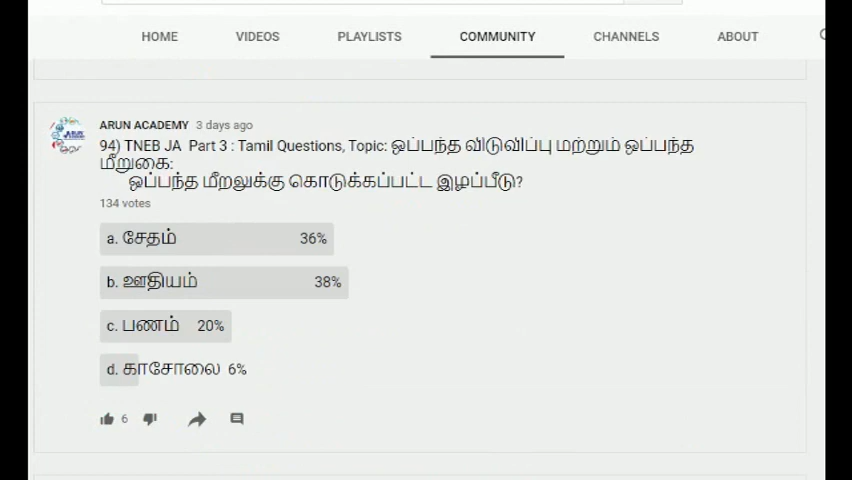 HOME VIDEOS PLAYLISTS COMMUNITY CHANNELS ABOUT
ARUN ACADEMY 3 days ago
94) TNEB JA Part 3 : Tamil Questions, Topic: ஒப்பந்த விடுவிப்பு மற்றும் ஒப்பந்த
மீறுகை:
ஒப்பந்த மீறலுக்கு கொடுக்கப்பட்ட இழப்பீடு?
134 votes
a. சேதம் 36%
b. ஊதியம் 38%
c. பணம் 20%
d. காசோலை 6%
6